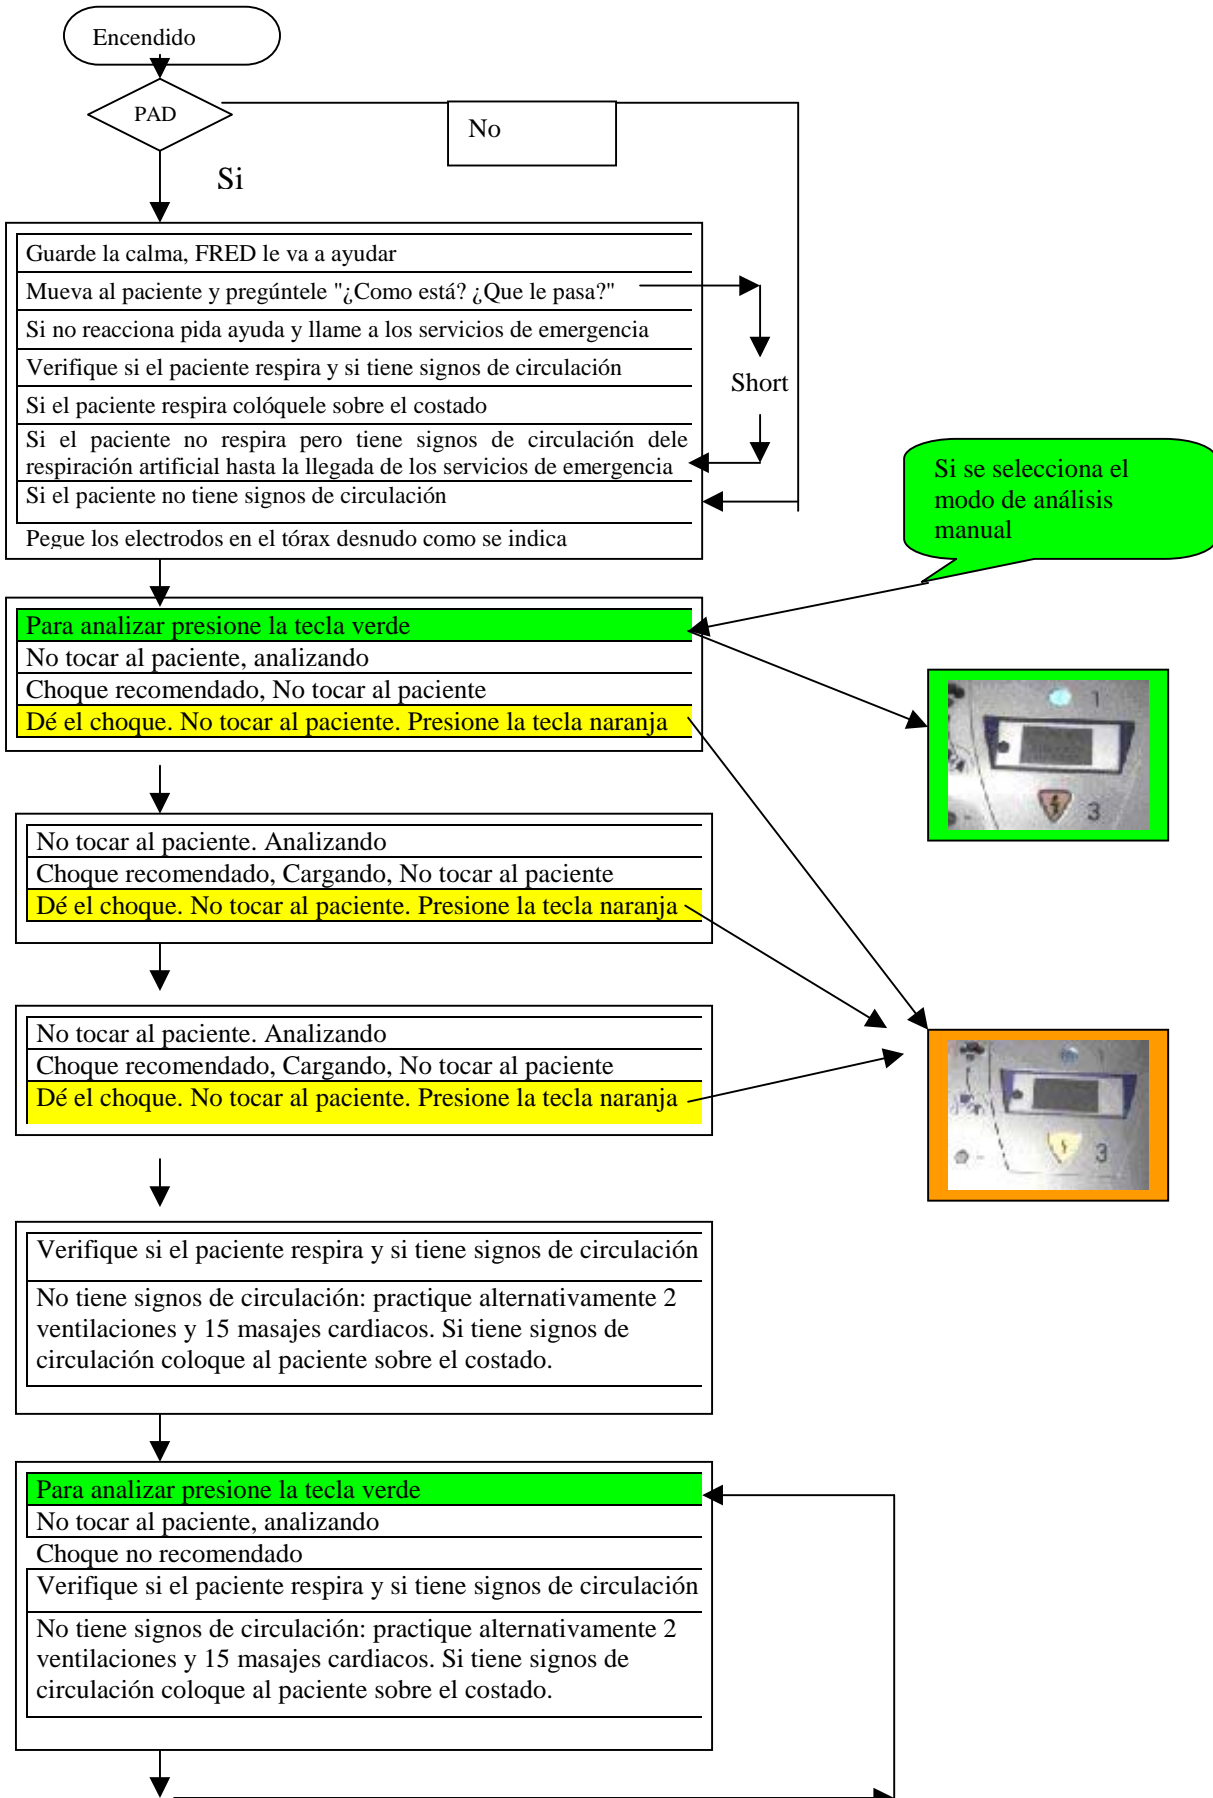 Encendido
PAD
No
Si
Guarde la calma, FRED le va a ayudar
Mueva al paciente y pregúntele "¿Como está? ¿Que le pasa?"
Si no reacciona pida ayuda y llame a los servicios de emergencia
Verifique si el paciente respira y si tiene signos de circulación
Short
Si el paciente respira colóquele sobre el costado
Si el paciente no respira pero tiene signos de circulación dele
respiración artificial hasta la llegada de los servicios de emergencia
Si el paciente no tiene signos de circulación
Pegue los electrodos en el tórax desnudo como se indica
Si se selecciona el
modo de análisis
manual
Para analizar presione la tecla verde
No tocar al paciente, analizando
Choque recomendado, No tocar al paciente
Dé el choque. No tocar al paciente. Presione la tecla naranja
1
3
No tocar al paciente. Analizando
Choque recomendado, Cargando, No tocar al paciente
Dé el choque. No tocar al paciente. Presione la tecla naranja
No tocar al paciente. Analizando
Choque recomendado, Cargando, No tocar al paciente
Dé el choque. No tocar al paciente. Presione la tecla naranja
3
Verifique si el paciente respira y si tiene signos de circulación
No tiene signos de circulación: practique alternativamente 2
ventilaciones y 15 masajes cardiacos. Si tiene signos de
circulación coloque al paciente sobre el costado.
Para analizar presione la tecla verde
No tocar al paciente, analizando
Choque no recomendado
Verifique si el paciente respira y si tiene signos de circulación
No tiene signos de circulación: practique alternativamente 2
ventilaciones y 15 masajes cardiacos. Si tiene signos de
circulación coloque al paciente sobre el costado.